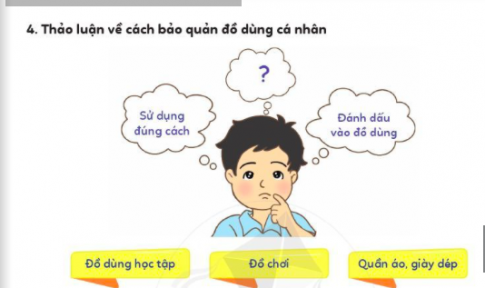 4. Thảo luận về cách bảo quản đồ dùng cá nhân
?
Sử dụng
đúng cách
Đánh dấu
vào đồ dùng
Đồ dùng học tập
Đồ chơi
Quần áo, giày dép